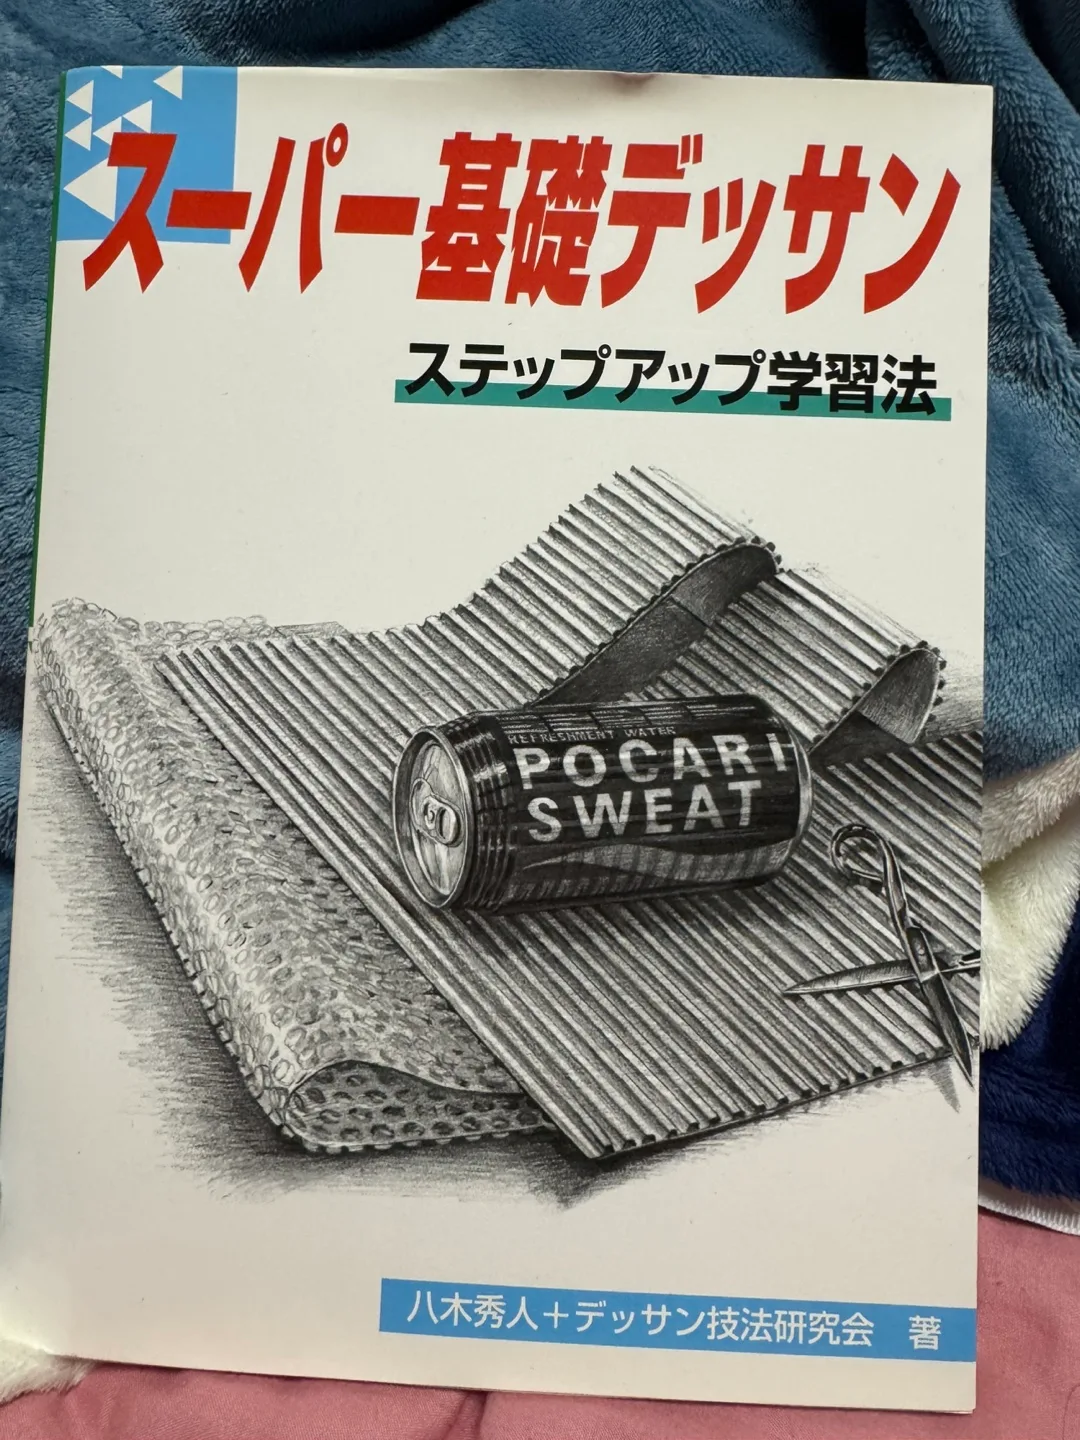 スーパー基礎デッサン
ステップアップ学習法
REFRESHMENT WATER
POCARI
SWEAT
八木秀人+デッサン技法研究会 著